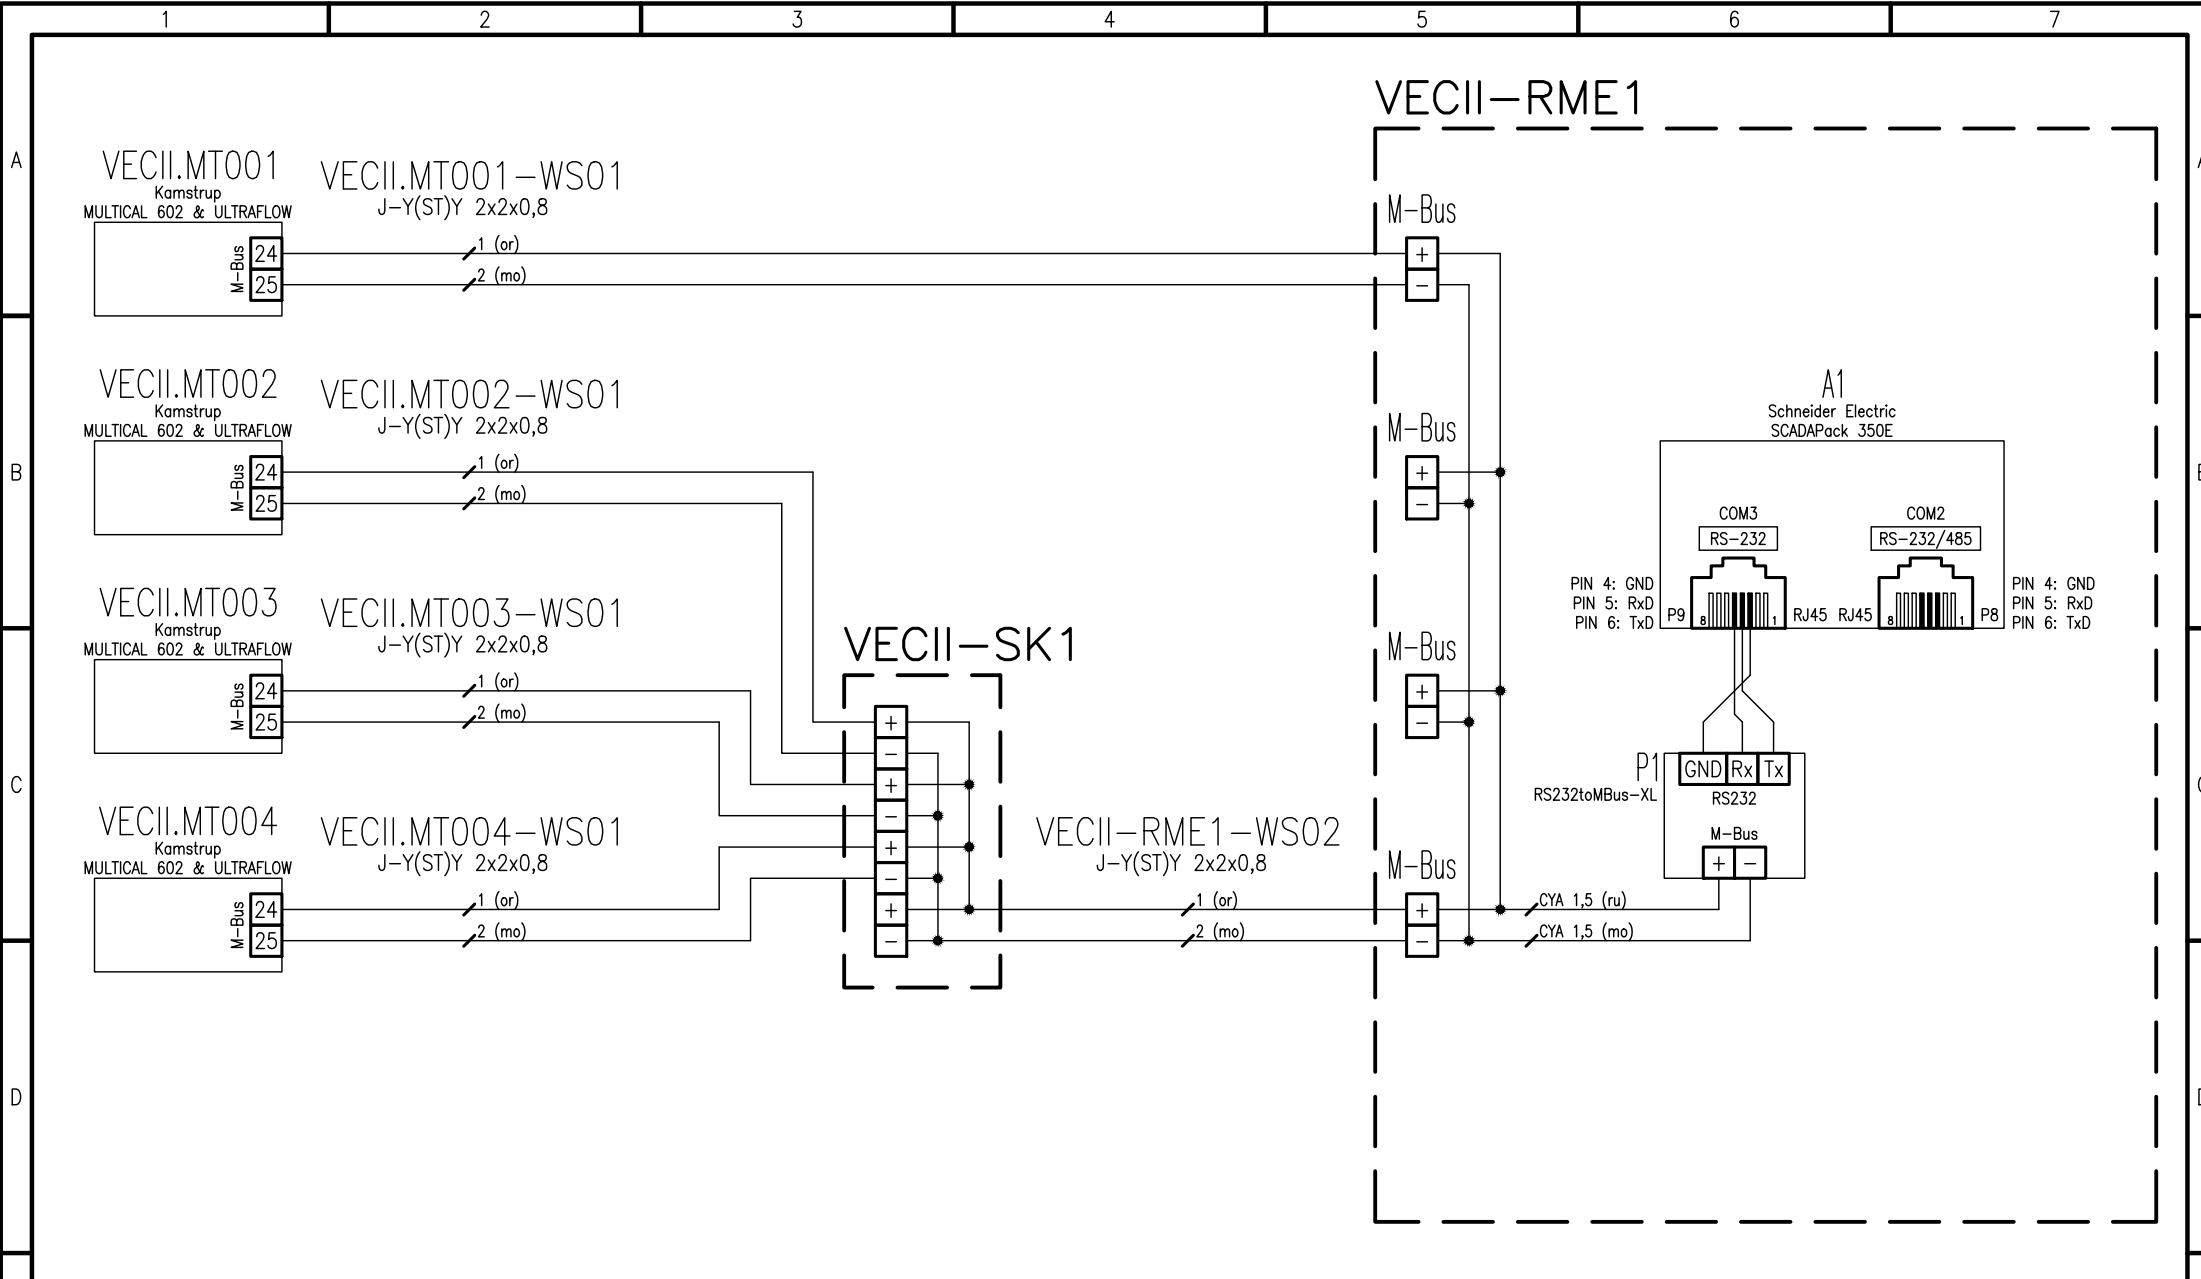 1 2 3 4 5 6 7
VECII-RME1
A
VECII.MT001
Kamstrup
MULTICAL 602 & ULTRAFLOW
M-Bus
24
25
VECII.MT001-WS01
J-Y(ST)Y 2x2x0,8
1 (or)
2 (mo)
M-Bus
+
-
B
VECII.MT002
Kamstrup
MULTICAL 602 & ULTRAFLOW
M-Bus
24
25
VECII.MT002-WS01
J-Y(ST)Y 2x2x0,8
1 (or)
2 (mo)
M-Bus
+
-
A1
Schneider Electric
SCADAPack 350E
COM3
RS-232
COM2
RS-232/485
PIN 4: GND
PIN 5: RxD
PIN 6: TxD
P9
8
1
RJ45
RJ45
8
1
P8
PIN 4: GND
PIN 5: RxD
PIN 6: TxD
VECII.MT003
Kamstrup
MULTICAL 602 & ULTRAFLOW
M-Bus
24
25
VECII.MT003-WS01
J-Y(ST)Y 2x2x0,8
1 (or)
2 (mo)
VECII-SK1
+
-
+
-
+
-
+
-
M-Bus
+
-
C
P1
RS232toMBus-XL
GND Rx Tx
RS232
M-Bus
+ -
VECII.MT004
Kamstrup
MULTICAL 602 & ULTRAFLOW
M-Bus
24
25
VECII.MT004-WS01
J-Y(ST)Y 2x2x0,8
1 (or)
2 (mo)
VECII-RME1-WS02
J-Y(ST)Y 2x2x0,8
1 (or)
2 (mo)
M-Bus
+
-
CYA 1,5 (ru)
CYA 1,5 (mo)
D